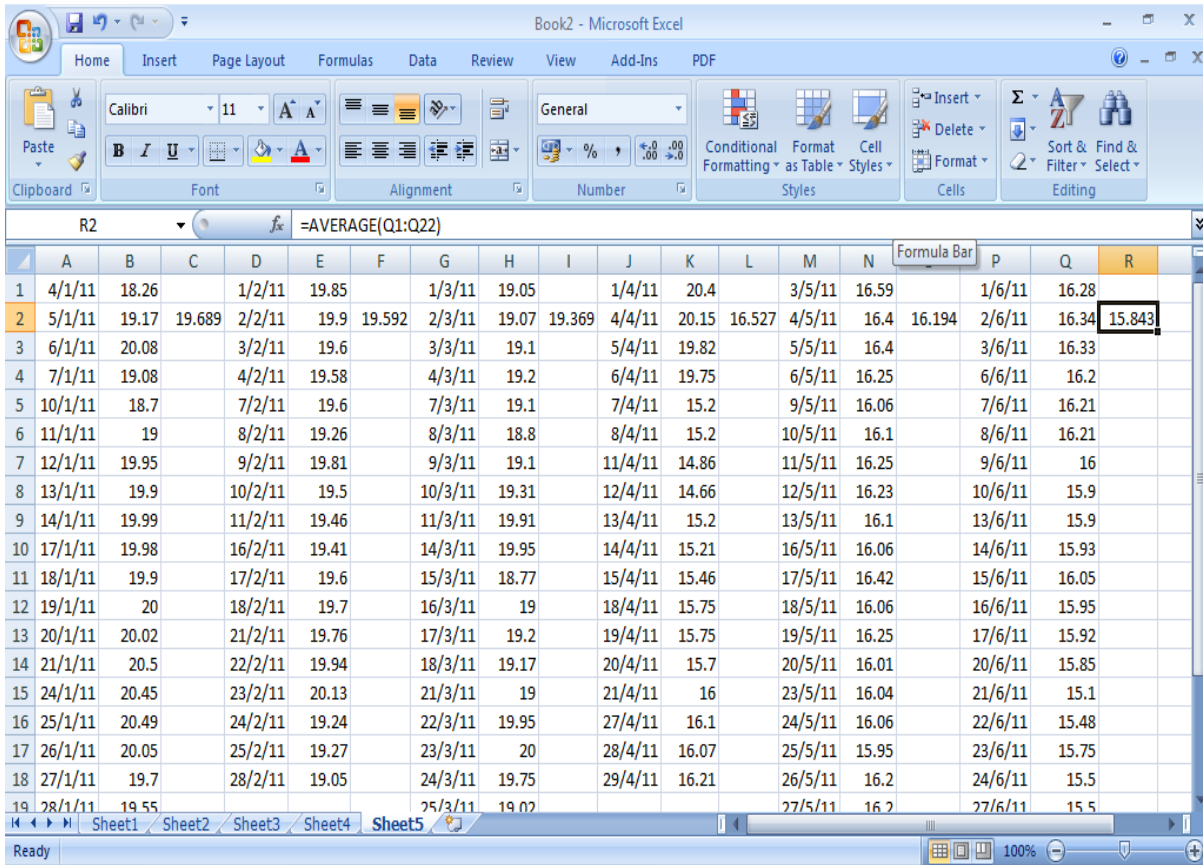 Book2 - Microsoft Excel
Home Insert Page Layout Formulas Data Review View Add-Ins PDF
Paste
Calibri 11 A A
B I U A
General
% , .0 .00 .00 .0
Conditional Formatting
Format as Table
Cell Styles
Insert
Delete
Format
Σ
Sort & Filter
Find & Select
Clipboard Font Alignment Number Styles Cells Editing
R2 fx =AVERAGE(Q1:Q22)
Formula Bar
A B C D E F G H I J K L M N P Q R
1 4/1/11 18.26 1/2/11 19.85 1/3/11 19.05 1/4/11 20.4 3/5/11 16.59 1/6/11 16.28
2 5/1/11 19.17 19.689 2/2/11 19.9 19.592 2/3/11 19.07 19.369 4/4/11 20.15 16.527 4/5/11 16.4 16.194 2/6/11 16.34 15.843
3 6/1/11 20.08 3/2/11 19.6 3/3/11 19.1 5/4/11 19.82 5/5/11 16.4 3/6/11 16.33
4 7/1/11 19.08 4/2/11 19.58 4/3/11 19.2 6/4/11 19.75 6/5/11 16.25 6/6/11 16.2
5 10/1/11 18.7 7/2/11 19.6 7/3/11 19.1 7/4/11 15.2 9/5/11 16.06 7/6/11 16.21
6 11/1/11 19 8/2/11 19.26 8/3/11 18.8 8/4/11 15.2 10/5/11 16.1 8/6/11 16.21
7 12/1/11 19.95 9/2/11 19.81 9/3/11 19.1 11/4/11 14.86 11/5/11 16.25 9/6/11 16
8 13/1/11 19.9 10/2/11 19.5 10/3/11 19.31 12/4/11 14.66 12/5/11 16.23 10/6/11 15.9
9 14/1/11 19.99 11/2/11 19.46 11/3/11 19.91 13/4/11 15.2 13/5/11 16.1 13/6/11 15.9
10 17/1/11 19.98 16/2/11 19.41 14/3/11 19.95 14/4/11 15.21 16/5/11 16.06 14/6/11 15.93
11 18/1/11 19.9 17/2/11 19.6 15/3/11 18.77 15/4/11 15.46 17/5/11 16.42 15/6/11 16.05
12 19/1/11 20 18/2/11 19.7 16/3/11 19 18/4/11 15.75 18/5/11 16.06 16/6/11 15.95
13 20/1/11 20.02 21/2/11 19.76 17/3/11 19.2 19/4/11 15.75 19/5/11 16.25 17/6/11 15.92
14 21/1/11 20.5 22/2/11 19.94 18/3/11 19.17 20/4/11 15.7 20/5/11 16.01 20/6/11 15.85
15 24/1/11 20.45 23/2/11 20.13 21/3/11 19 21/4/11 16 23/5/11 16.04 21/6/11 15.1
16 25/1/11 20.49 24/2/11 19.24 22/3/11 19.95 27/4/11 16.1 24/5/11 16.06 22/6/11 15.48
17 26/1/11 20.05 25/2/11 19.27 23/3/11 20 28/4/11 16.07 25/5/11 15.95 23/6/11 15.75
18 27/1/11 19.7 28/2/11 19.05 24/3/11 19.75 29/4/11 16.21 26/5/11 16.2 24/6/11 15.5
19 28/1/11 19.55 25/3/11 19.02 27/5/11 16.2 27/6/11 15.5
Sheet1 Sheet2 Sheet3 Sheet4 Sheet5
Ready 100%